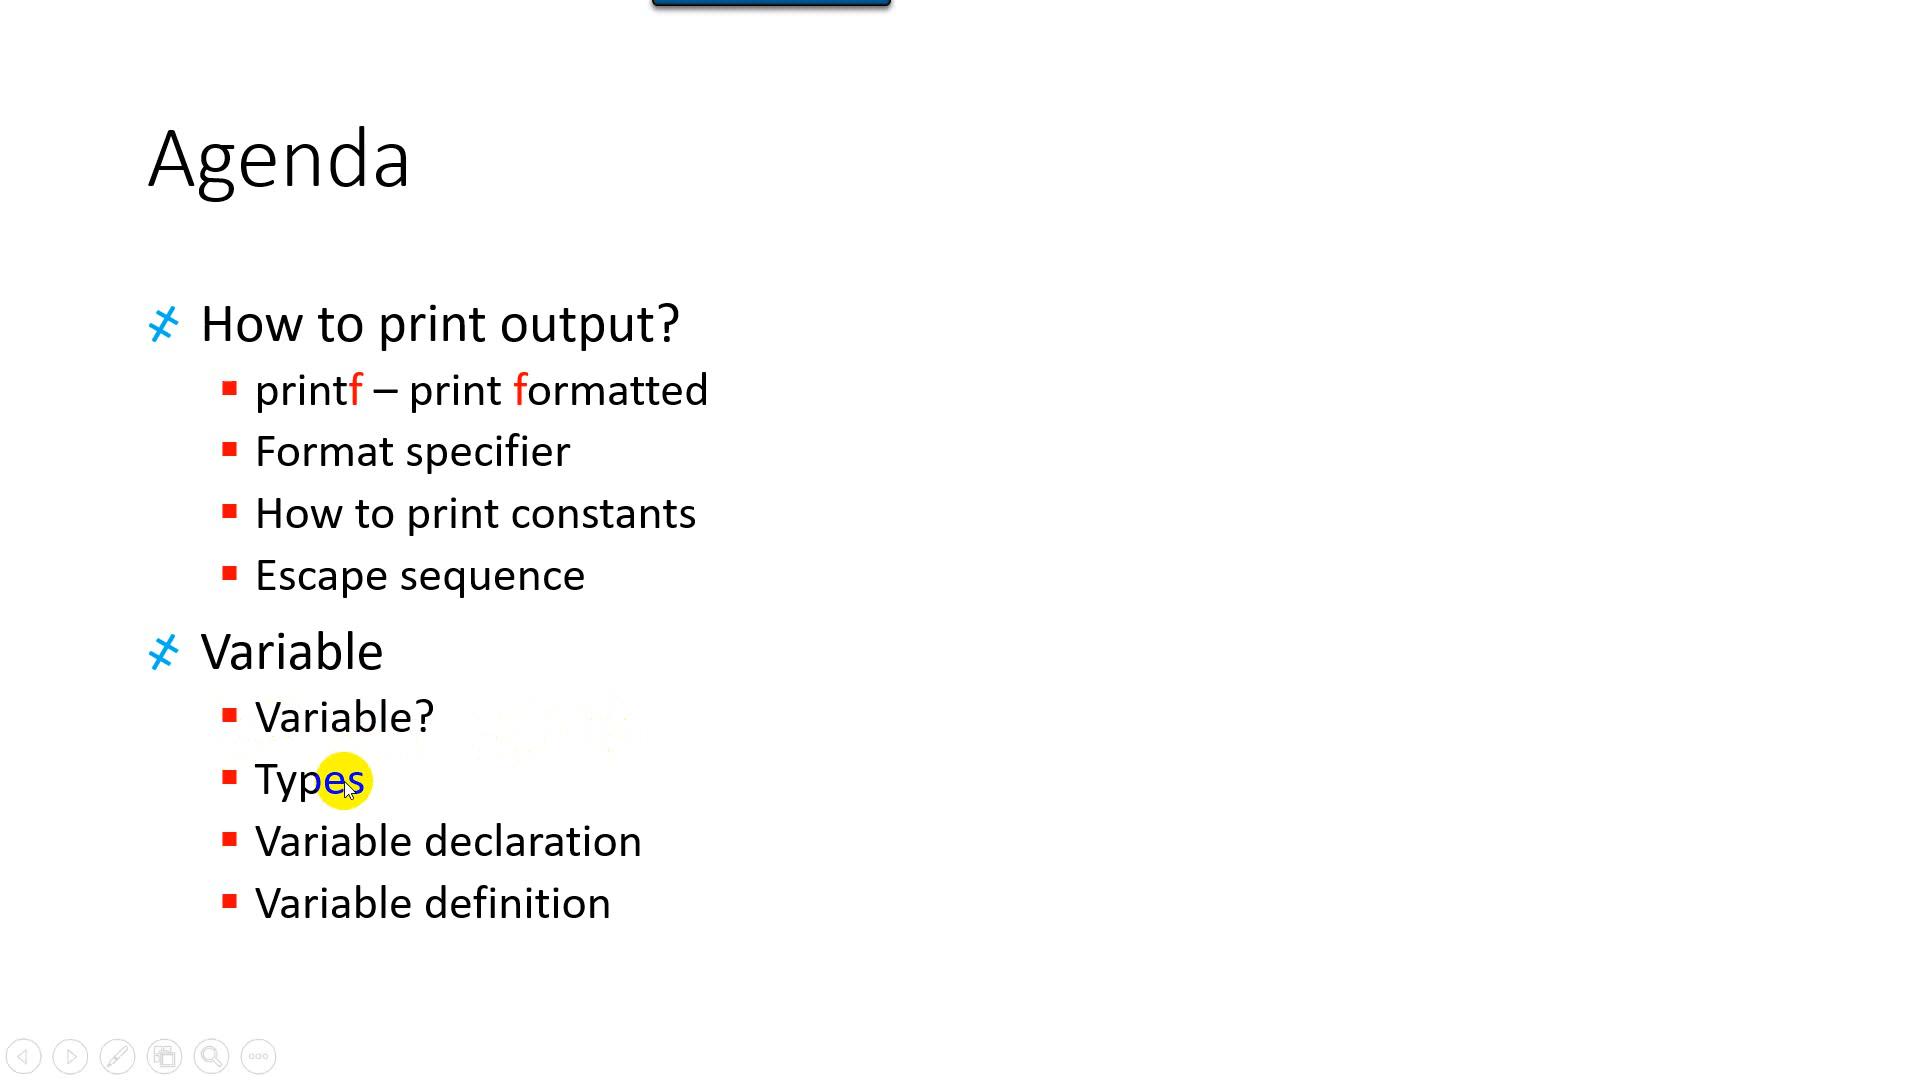 Agenda
How to print output?
printf – print formatted
Format specifier
How to print constants
Escape sequence
Variable
Variable?
Types
Variable declaration
Variable definition